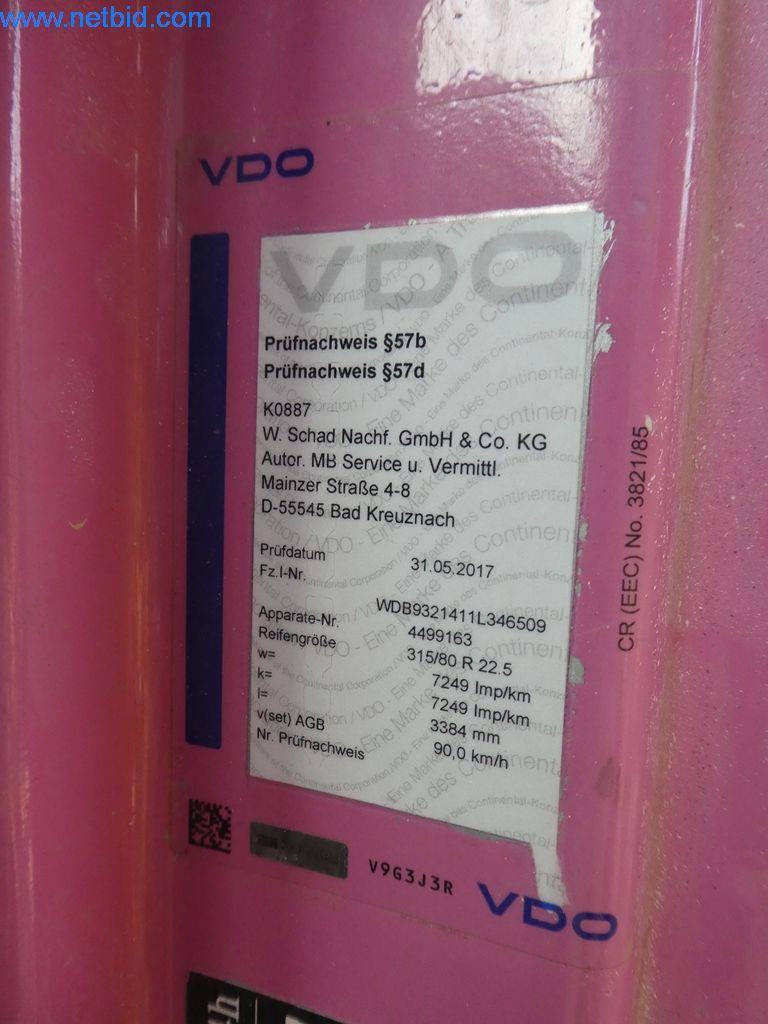 www.netbid.com
VDO
VDO
Prüfnachweis §57b
Prüfnachweis §57d
K0887
W. Schad Nachf. GmbH & Co. KG
Autor. MB Service u. Vermittl.
Mainzer Straße 4-8
D-55545 Bad Kreuznach
Prüfdatum 31.05.2017
Fz.I-Nr. WDB9321411L346509
Apparate-Nr. 4499163
Reifengröße 315/80 R 22.5
w= 7249 Imp/km
k= 7249 Imp/km
l= 3384 mm
v(set) AGB 90,0 km/h
Nr. Prüfnachweis
CR (EEC) No. 3821/85
V9G3J3R
VDO